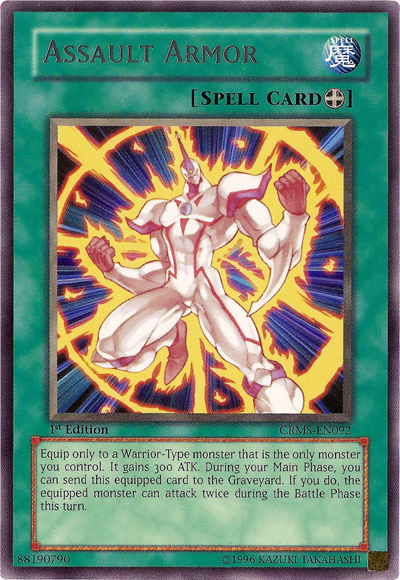 ASSAULT ARMOR
魔
[SPELL CARD]
1st Edition
CRMS-EN092
Equip only to a Warrior-Type monster that is the only monster
you control. It gains 300 ATK. During your Main Phase, you
can send this equipped card to the Graveyard. If you do, the
equipped monster can attack twice during the Battle Phase
this turn.
88190790
©1996 KAZUKI TAKAHASHI